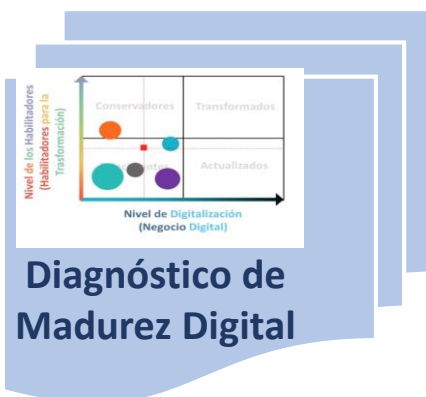 Nivel de los Habilitadores
(Habilitadores para la
Trasformación)
Conservadores
Transformados
Actualizados
Nivel de Digitalización
(Negocio Digital)
Diagnóstico de
Madurez Digital